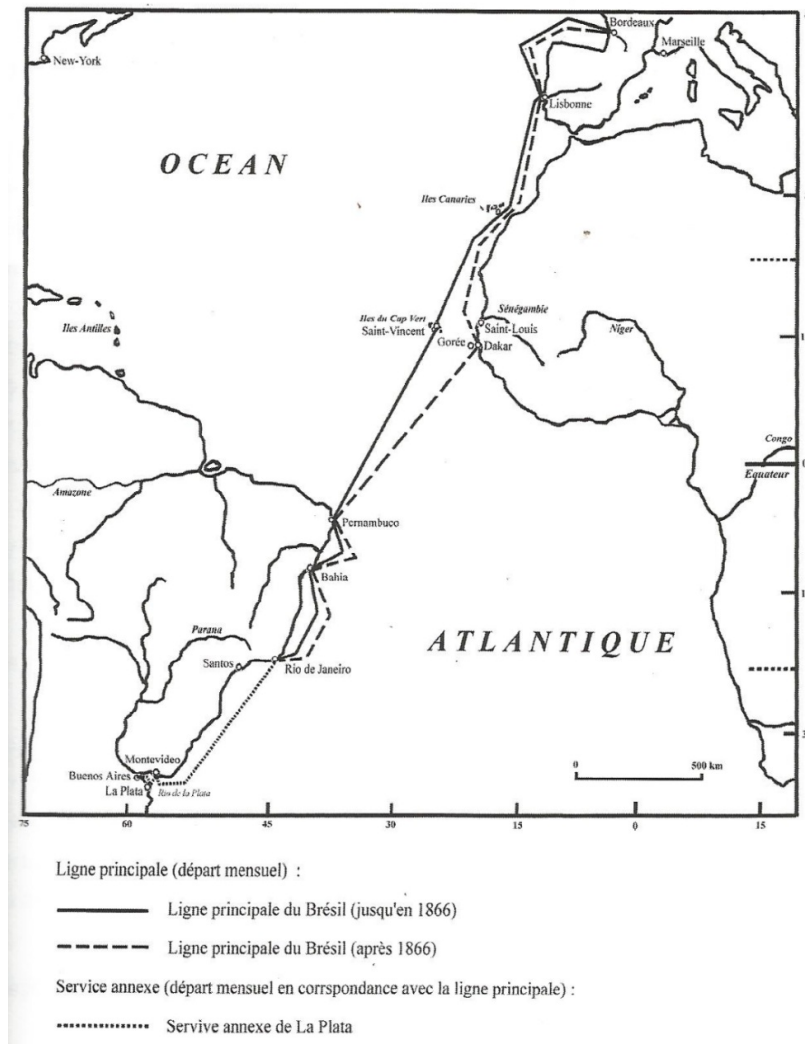 Bordeaux
New-York
Marseille
Lisbonne
OCEAN
Iles Canaries
Iles du Cap Vert
Saint-Vincent
Sénégambie
Saint-Louis
Iles Antilles
Niger
Gorée
Dakar
Congo
Equateur
Amazone
Pernambuco
Bahia
ATLANTIQUE
Parana
Santos
Rio de Janeiro
Montevideo
Buenos Aires
La Plata
Rio de la Plata
0 500 km
75 60 45 30 15 0 15
Ligne principale (départ mensuel) :
Ligne principale du Brésil (jusqu'en 1866)
Ligne principale du Brésil (après 1866)
Service annexe (départ mensuel en corrspondance avec la ligne principale) :
Servive annexe de La Plata